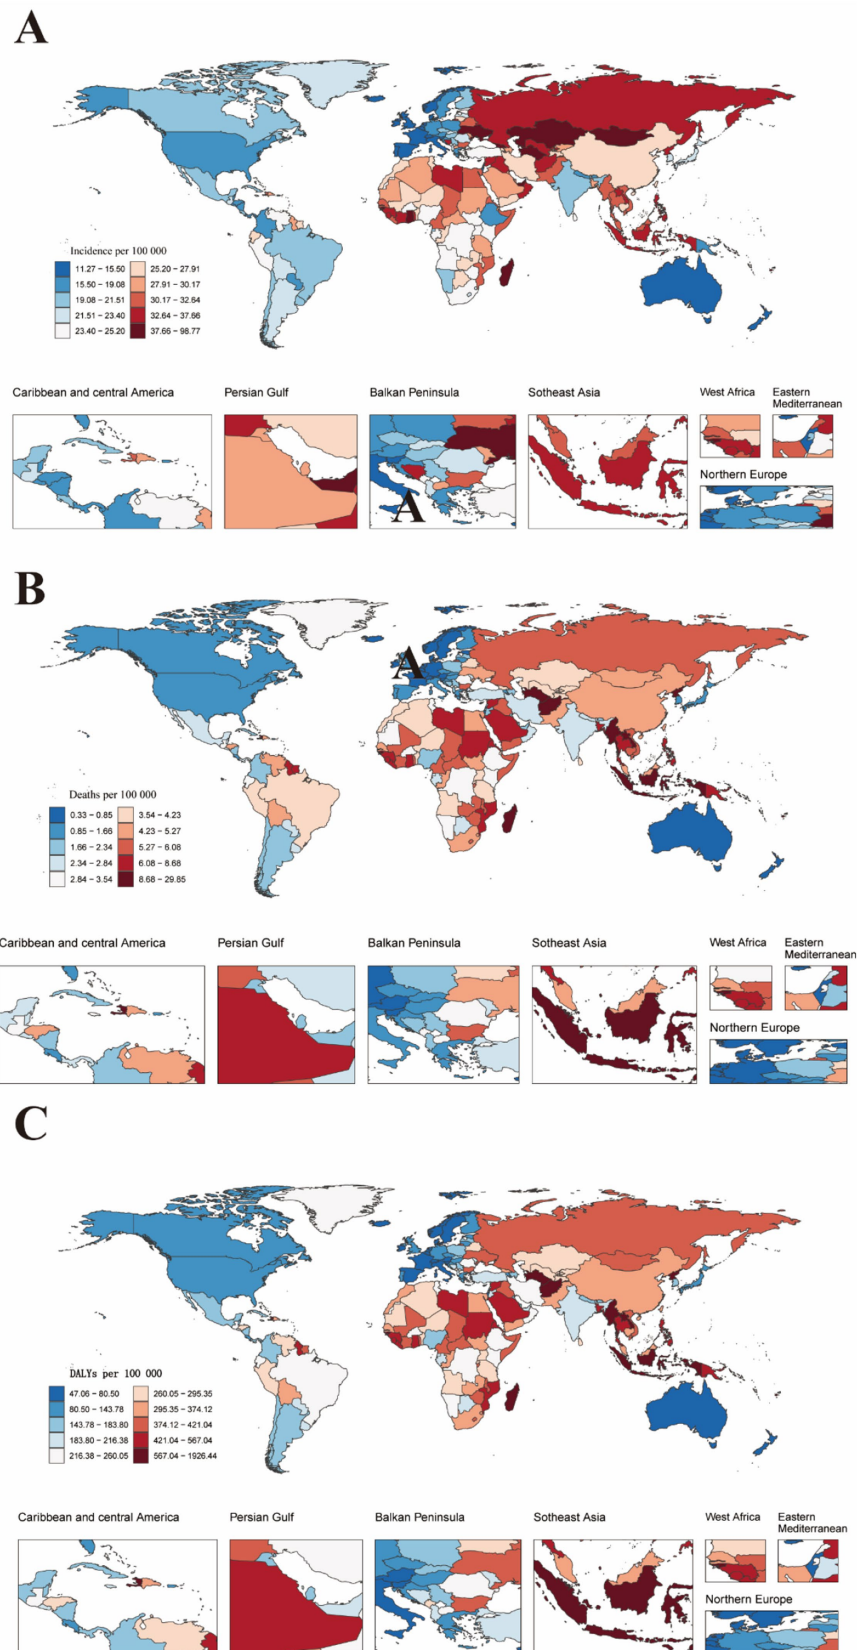 A
Incidence per 100 000
11.27 – 15.50
25.20 – 27.91
15.50 – 19.08
27.91 – 30.17
19.08 – 21.51
30.17 – 32.64
21.51 – 23.40
32.64 – 37.66
23.40 – 25.20
37.66 – 98.77
Caribbean and central America
Persian Gulf
Balkan Peninsula
Sotheast Asia
West Africa
Eastern
Mediterranean
Northern Europe
A
B
A
Deaths per 100 000
0.33 – 0.85
3.54 – 4.23
0.85 – 1.66
4.23 – 5.27
1.66 – 2.34
5.27 – 6.08
2.34 – 2.84
6.08 – 8.68
2.84 – 3.54
8.68 – 29.85
Caribbean and central America
Persian Gulf
Balkan Peninsula
Sotheast Asia
West Africa
Eastern
Mediterranean
Northern Europe
C
DALYs per 100 000
47.06 – 80.50
260.05 – 295.35
80.50 – 143.78
295.35 – 374.12
143.78 – 183.80
374.12 – 421.04
183.80 – 216.38
421.04 – 567.04
216.38 – 260.05
567.04 – 1926.44
Caribbean and central America
Persian Gulf
Balkan Peninsula
Sotheast Asia
West Africa
Eastern
Mediterranean
Northern Europe